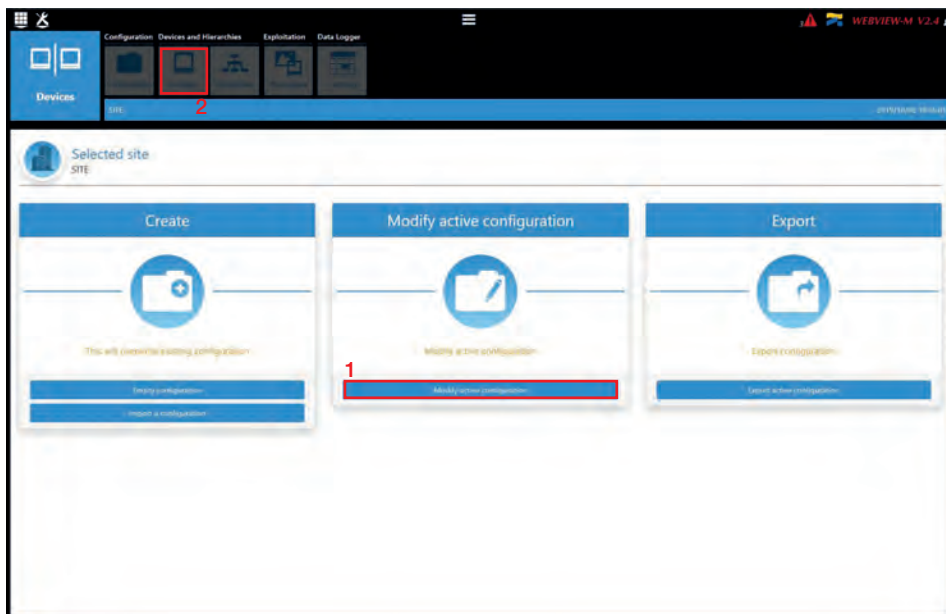 WEBVIEW-M V2.4
Configuration Devices and Hierarchies Exploitation Data Logger
Devices
SITE
2
Selected site
SITE
Create Modify active configuration Export
This will overwrite existing configuration Modify active configuration Export configuration
1
Empty configuration Modify active configuration Export active configuration
Import a configuration